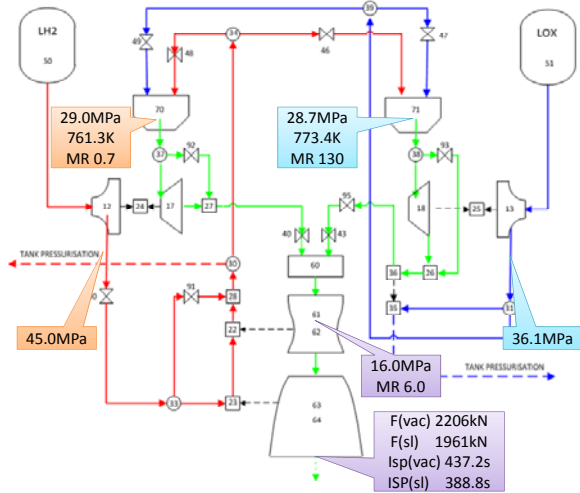 39
LH2
50
49
48
34
46
47
LOX
51
70
71
29.0MPa
761.3K
MR 0.7
28.7MPa
773.4K
MR 130
37
92
38
93
12
24
17
27
95
18
25
13
40
43
30
60
36
26
TANK PRESSURISATION
91
28
35
31
61
62
22
45.0MPa
36.1MPa
16.0MPa
MR 6.0
TANK PRESSURISATION
33
23
63
64
F(vac) 2206kN
F(sl) 1961kN
Isp(vac) 437.2s
ISP(sl) 388.8s